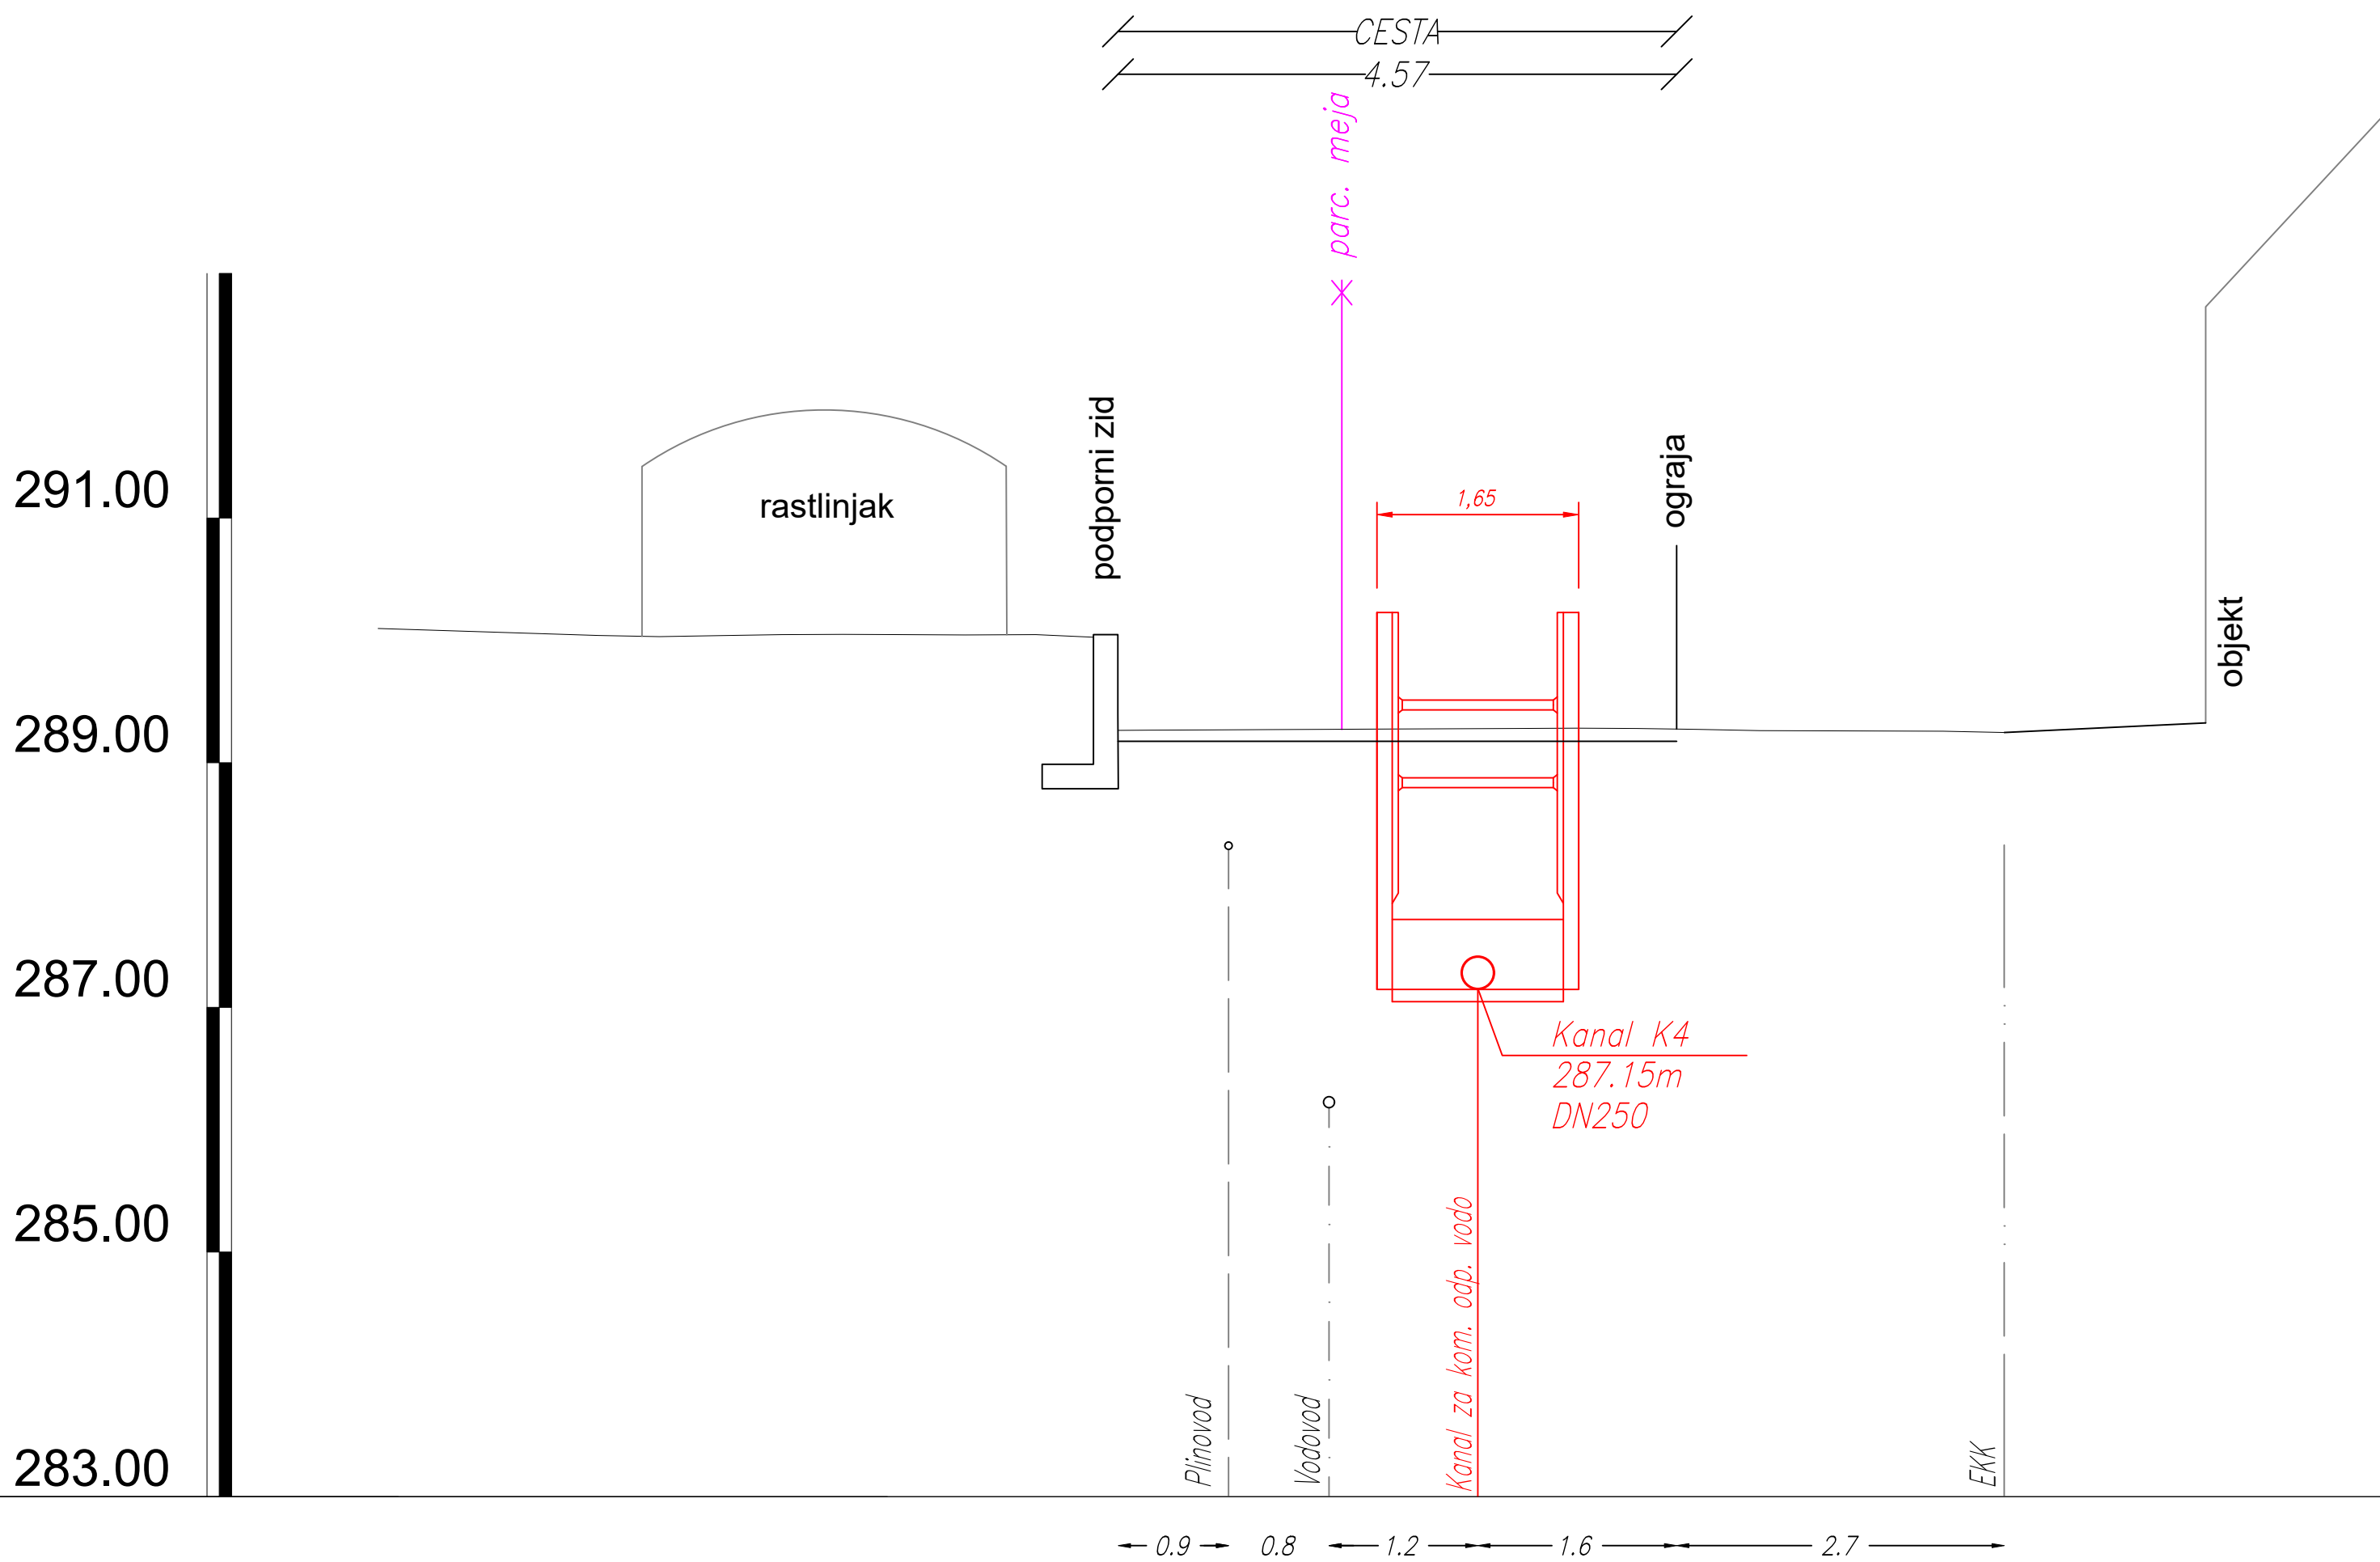 CESTA
4.57
parc. meja
291.00
rastlinjak
podporni zid
1,65
ograja
objekt
289.00
287.00
Kanal K4
287.15m
DN250
285.00
283.00
Plinovod
Vodovod
Kanal za kom. odp. vodo
EKK
0.9 0.8 1.2 1.6 2.7